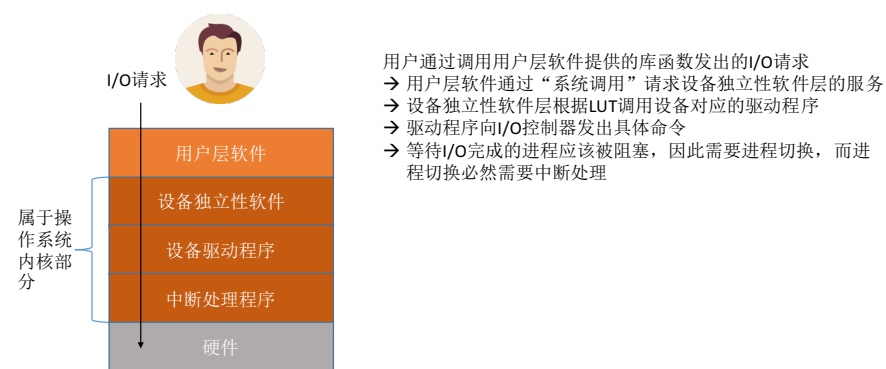 I/O请求
用户层软件
设备独立性软件
设备驱动程序
中断处理程序
硬件
属于操
作系统
内核部
分
用户通过调用用户层软件提供的库函数发出的I/O请求
→ 用户层软件通过“系统调用”请求设备独立性软件层的服务
→ 设备独立性软件层根据LUT调用设备对应的驱动程序
→ 驱动程序向I/O控制器发出具体命令
→ 等待I/O完成的进程应该被阻塞，因此需要进程切换，而进
程切换必然需要中断处理